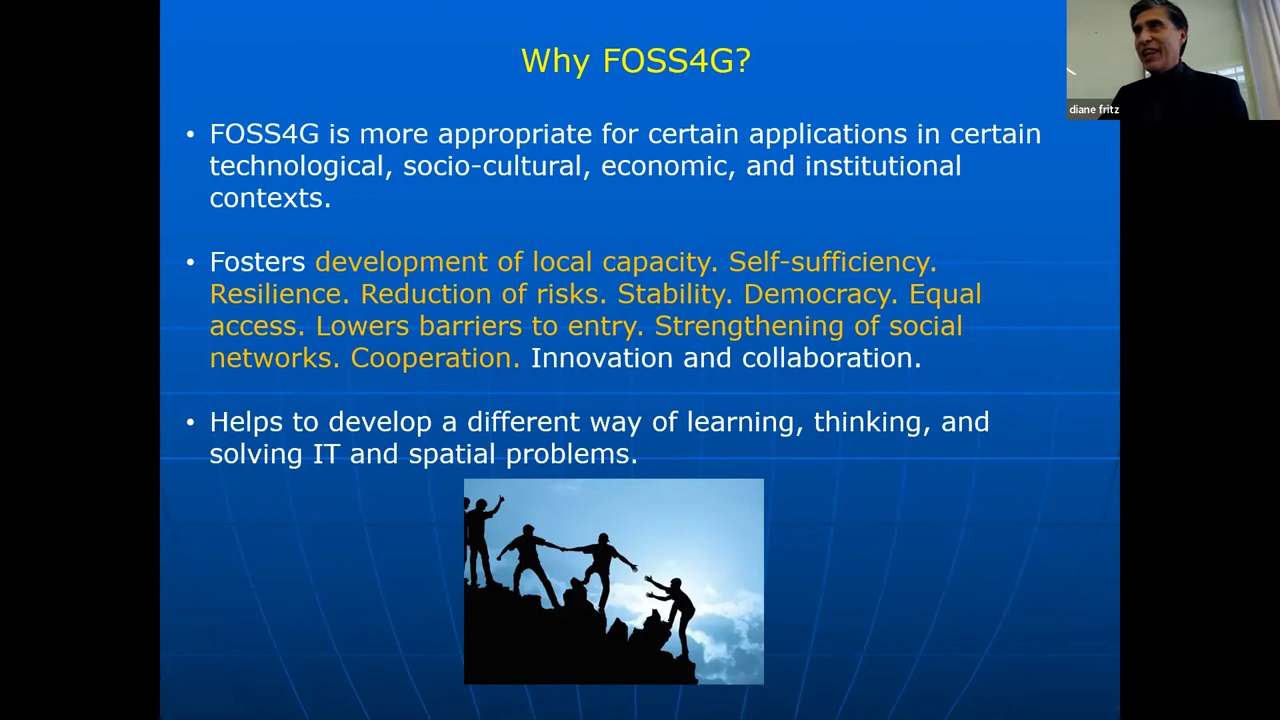 Why FOSS4G?
diane fritz
• FOSS4G is more appropriate for certain applications in certain
technological, socio-cultural, economic, and institutional
contexts.
• Fosters development of local capacity. Self-sufficiency.
Resilience. Reduction of risks. Stability. Democracy. Equal
access. Lowers barriers to entry. Strengthening of social
networks. Cooperation. Innovation and collaboration.
• Helps to develop a different way of learning, thinking, and
solving IT and spatial problems.